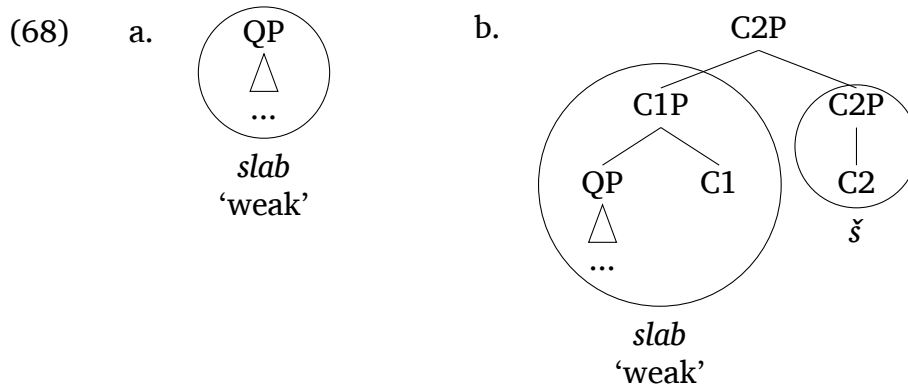 (68) a. QP b. C2P
... C1P C2P
slab QP C1 C2
‘weak’ ... š
slab
‘weak’